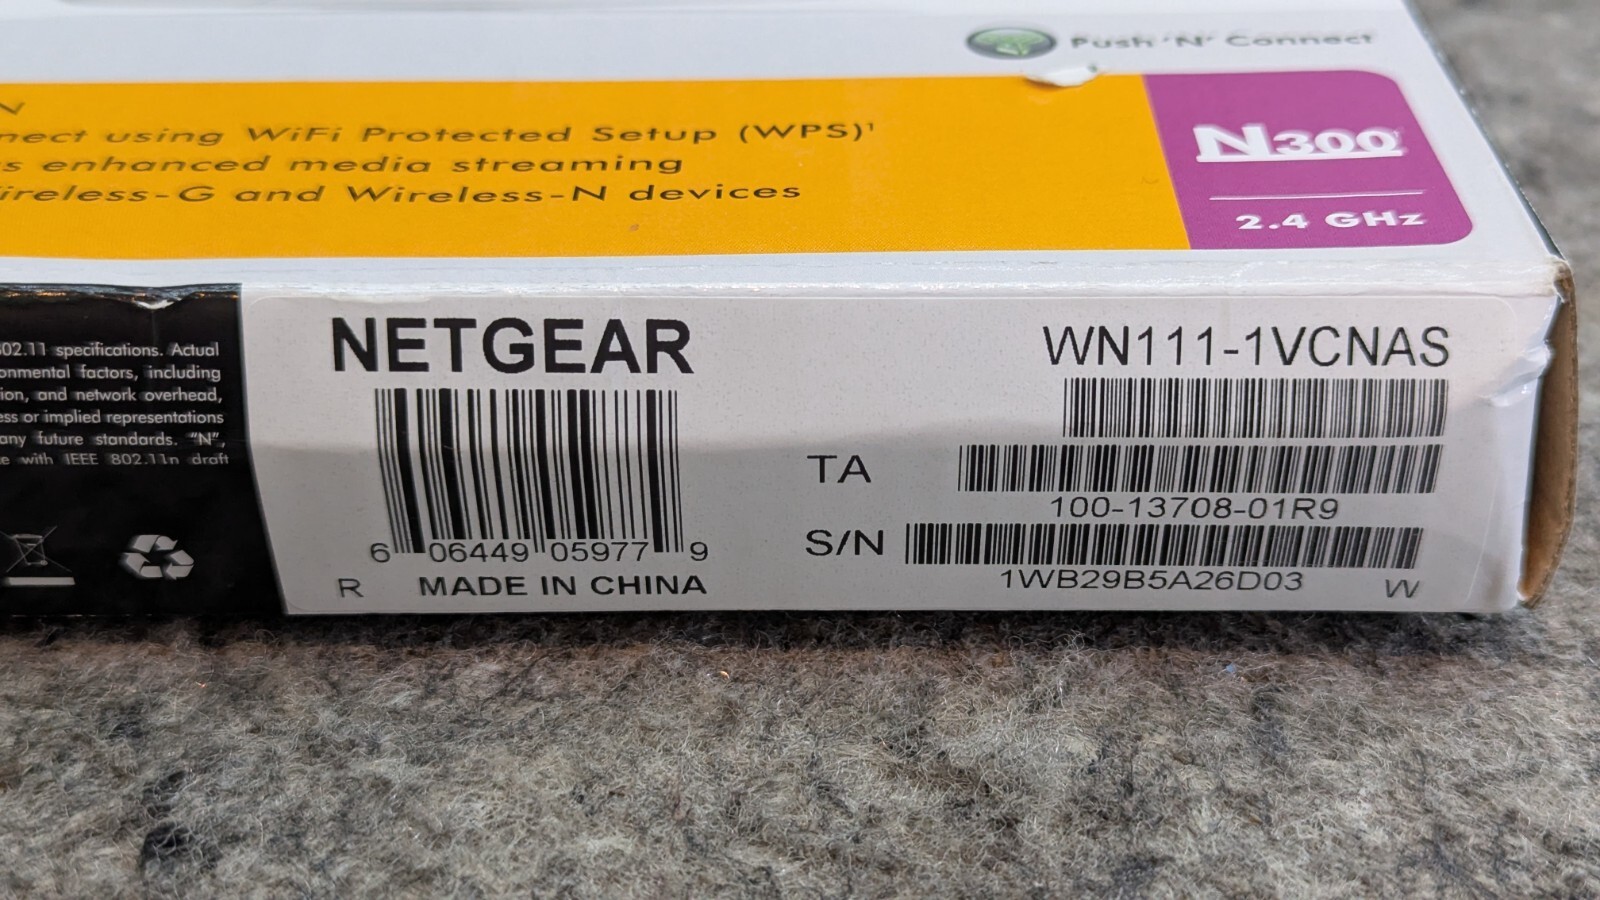 Push 'N' Connect
nect using WiFi Protected Setup (WPS)¹
s enhanced media streaming
ireless-G and Wireless-N devices
N300
2.4 GHz
802.11 specifications. Actual
onmental factors, including
ion, and network overhead,
ess or implied representations
any future standards. "N",
e with IEEE 802.11n draft
NETGEAR
6 06449 05977 9
R MADE IN CHINA
WN111-1VCNAS
TA
100-13708-01R9
S/N
1WB29B5A26D03 W